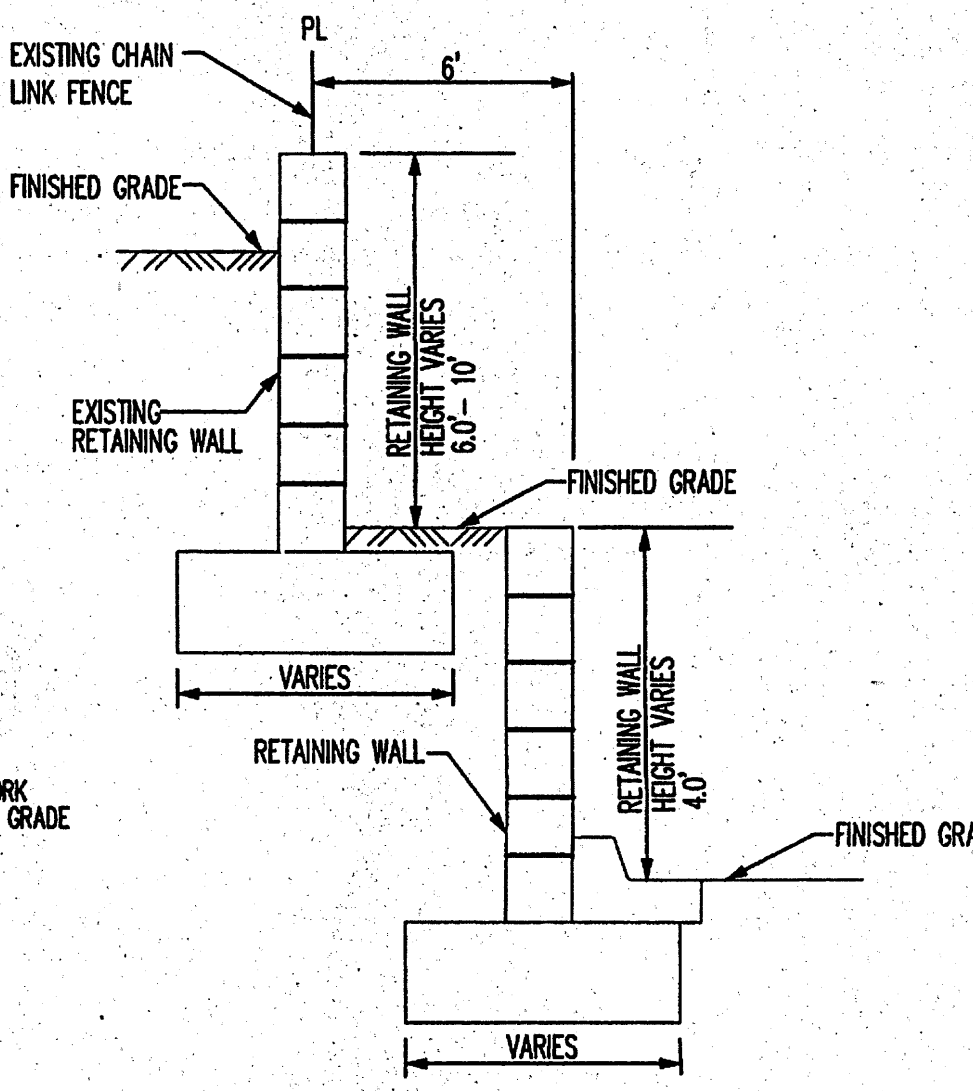 PL
EXISTING CHAIN
LINK FENCE
6'
FINISHED GRADE
RETAINING WALL
HEIGHT VARIES
6.0'- 10'
EXISTING
RETAINING WALL
FINISHED GRADE
VARIES
RETAINING WALL
RETAINING WALL
HEIGHT VARIES
4.0'
GRADE
FINISHED
VARIES